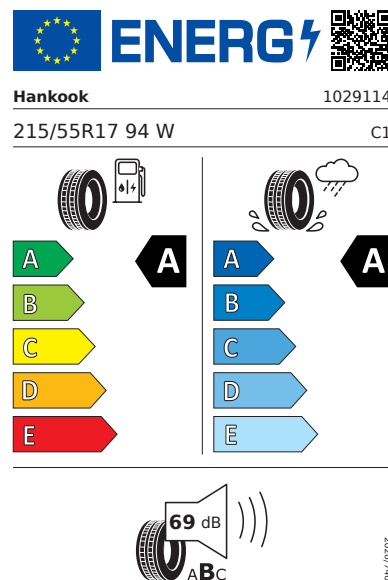 ENERG
Hankook 1029114
215/55R17 94 W C1
A A A A
B B
C C
D D
E E
69 dB
ABC